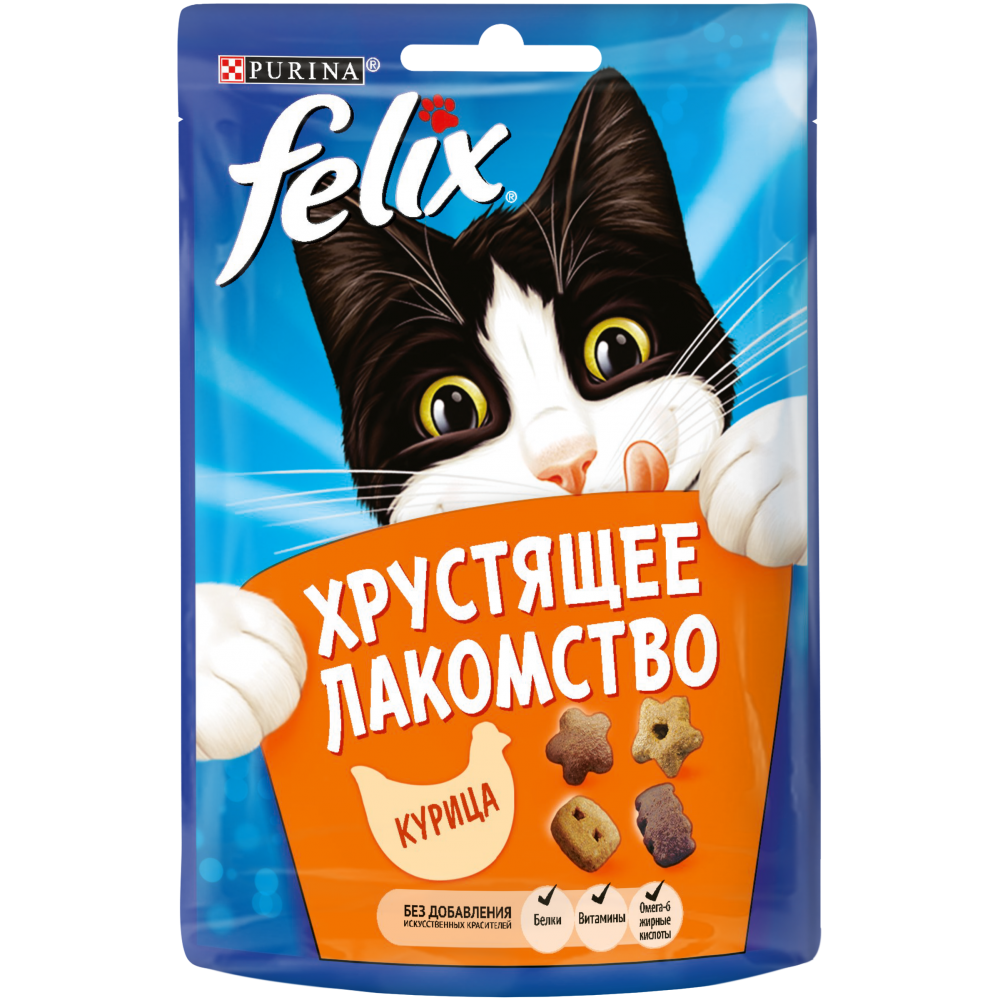 PURINA®
felix®
ХРУСТЯЩЕЕ
ЛАКОМСТВО
КУРИЦА
БЕЗ ДОБАВЛЕНИЯ
ИСКУССТВЕННЫХ КРАСИТЕЛЕЙ
Белки
Витамины
Омега-6
жирные
кислоты